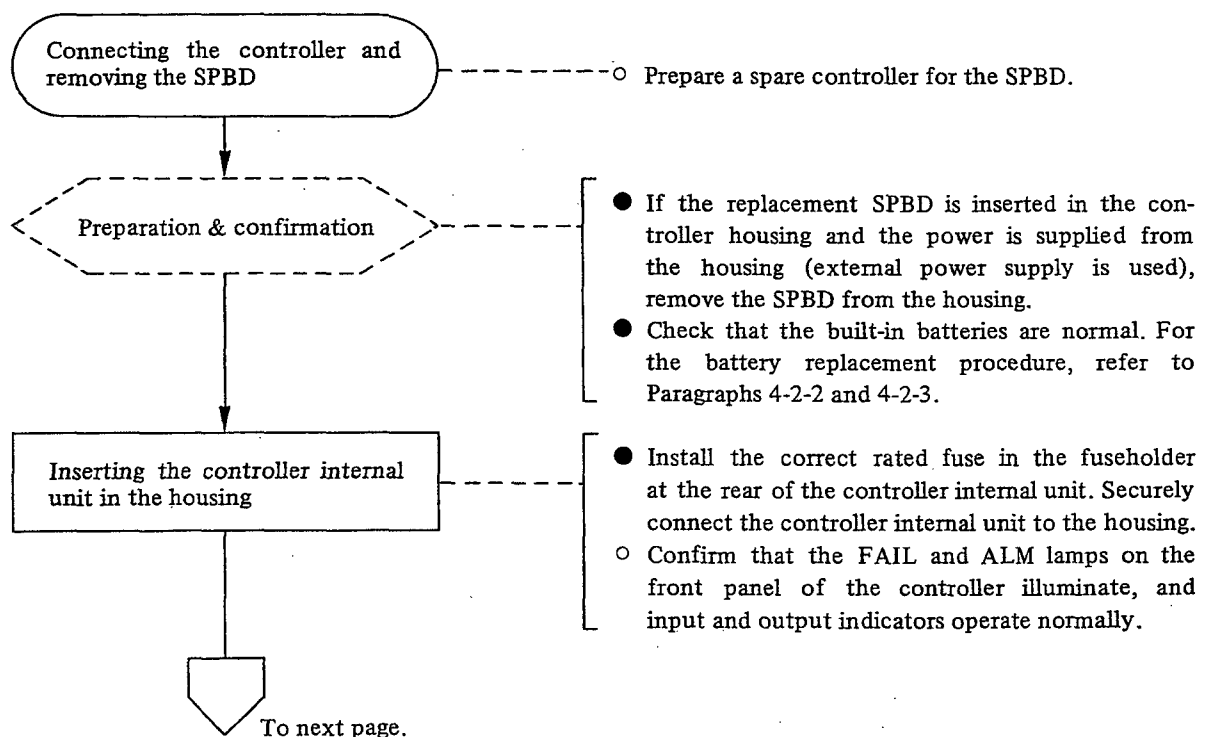 Connecting the controller and
removing the SPBD
○ Prepare a spare controller for the SPBD.
Preparation & confirmation
● If the replacement SPBD is inserted in the con-
troller housing and the power is supplied from
the housing (external power supply is used),
remove the SPBD from the housing.
● Check that the built-in batteries are normal. For
the battery replacement procedure, refer to
Paragraphs 4-2-2 and 4-2-3.
Inserting the controller internal
unit in the housing
● Install the correct rated fuse in the fuseholder
at the rear of the controller internal unit. Securely
connect the controller internal unit to the housing.
○ Confirm that the FAIL and ALM lamps on the
front panel of the controller illuminate, and
input and output indicators operate normally.
To next page.